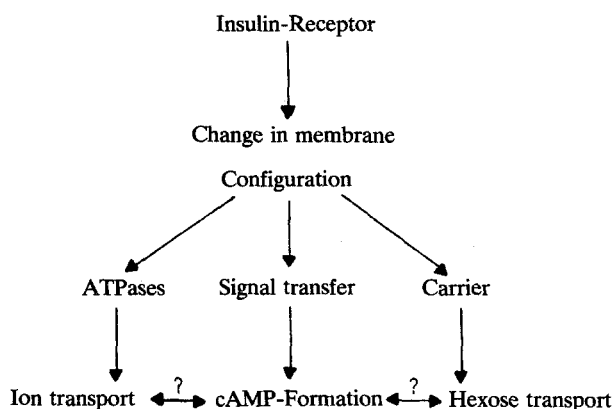 Insulin-Receptor
Change in membrane
Configuration
ATPases Signal transfer Carrier
? ?
Ion transport cAMP-Formation Hexose transport